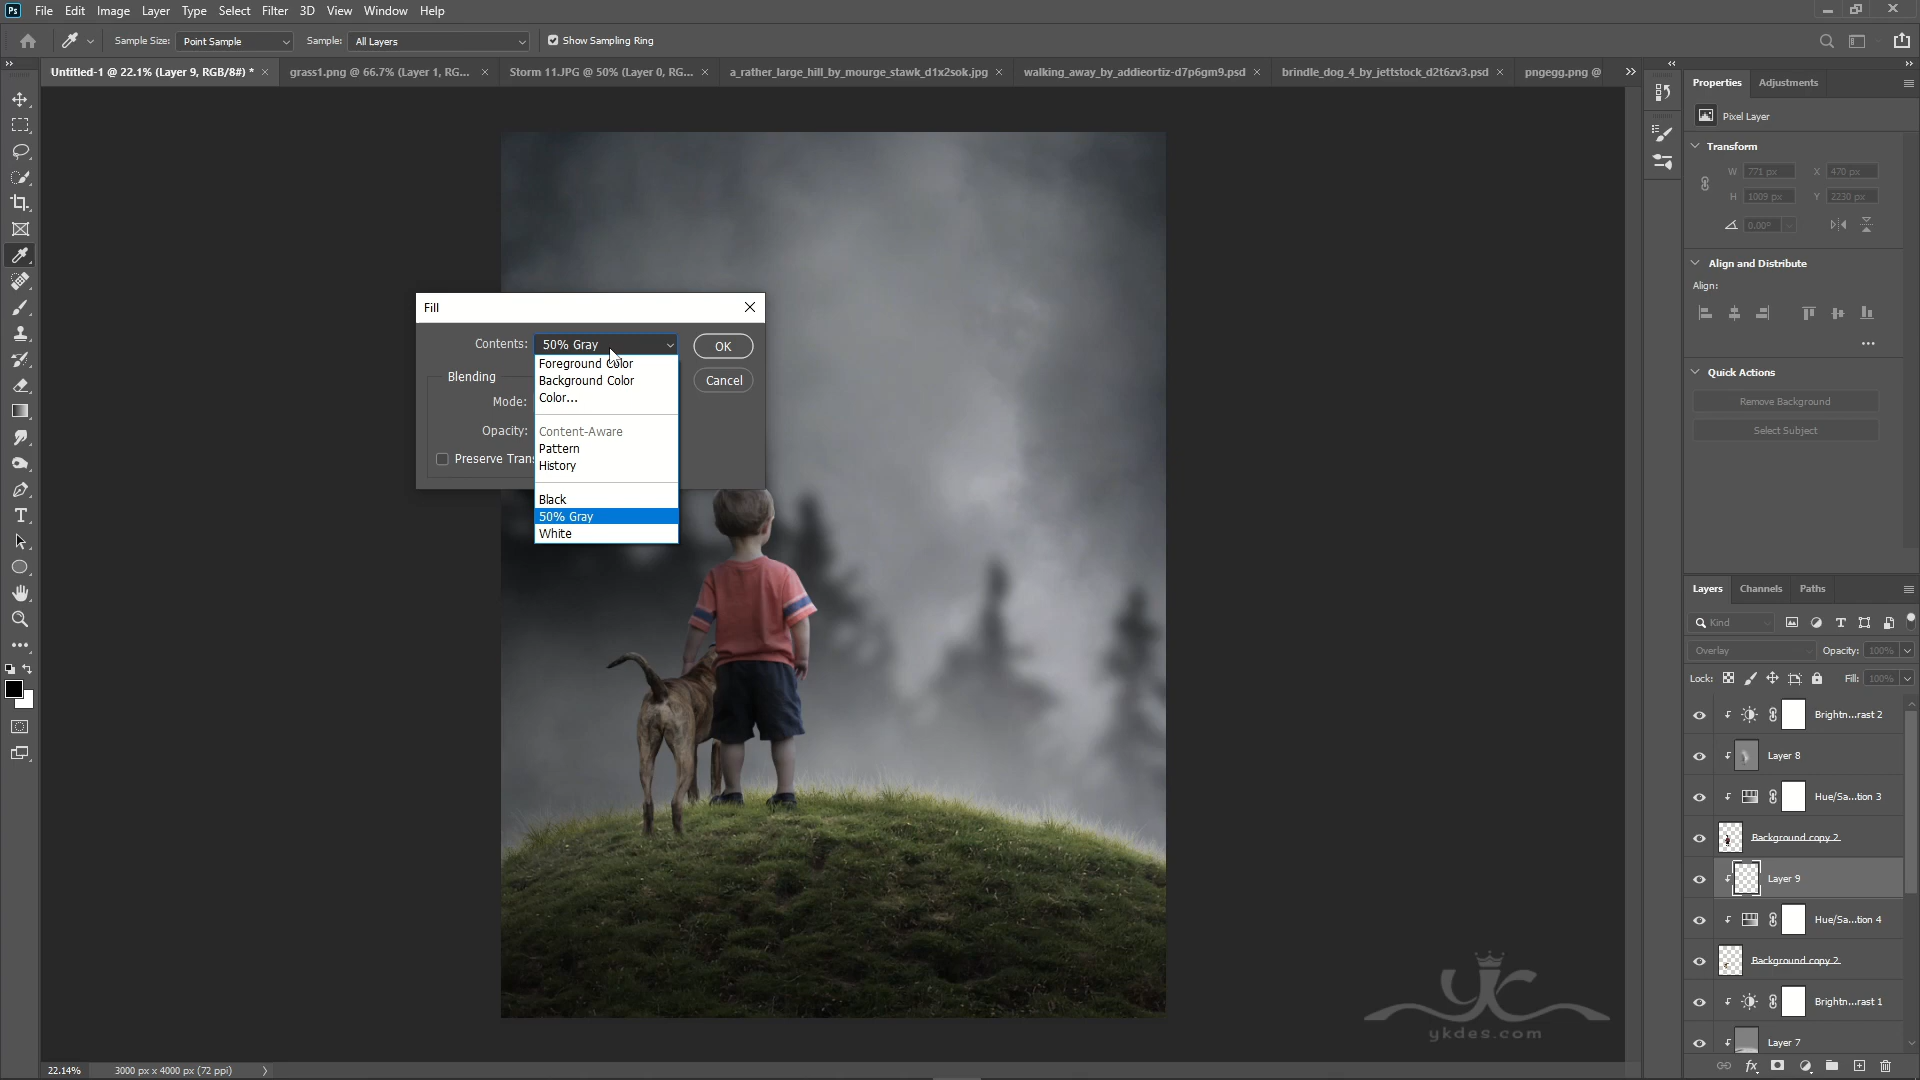 Ps File Edit Image Layer Type Select Filter 3D View Window Help
Sample Size: Point Sample Sample: All Layers Show Sampling Ring
Untitled-1 @ 22.1% (Layer 9, RGB/8#) * grass1.png @ 66.7% (Layer 1, RG... Storm 11.JPG @ 50% (Layer 0, RG... a_rather_large_hill_by_mourge_stawk_d1x2sok.jpg walking_away_by_addieortiz-d7p6gm9.psd brindle_dog_4_by_jettstock_d2t6zv3.psd pngegg.png @
Properties Adjustments
Pixel Layer
Transform
W 771 px X 470 px
H 1009 px Y 2230 px
0.00°
Align and Distribute
Align:
Quick Actions
Remove Background
Select Subject
Fill
Contents: 50% Gray OK
Foreground Color
Blending Background Color Cancel
Mode: Color...
Opacity: Content-Aware
Pattern
Preserve Tran
History
Black
50% Gray
White
Layers Channels Paths
Kind
Overlay Opacity: 100%
Lock: Fill: 100%
Brightn...rast 2
Layer 8
Hue/Sa...tion 3
Background copy 2
Layer 9
Hue/Sa...tion 4
Background copy 2
Brightn...rast 1
Layer 7
fx
yc
ykdes.com
22.14% 3000 px x 4000 px (72 ppi)